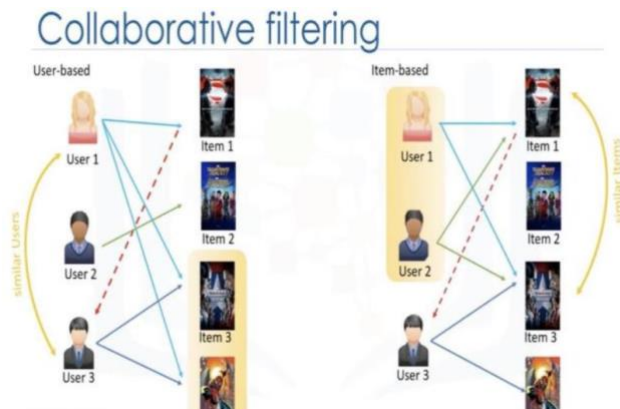 Collaborative filtering
User-based
User 1
User 2
User 3
similar Users
Item 1
Item 2
Item 3
Item-based
User 1
User 2
User 3
Item 1
Item 2
Item 3
similar Items